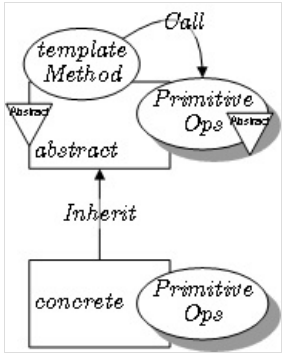 Call
template
Method
Abstract
Primitive
Ops
Abstract
abstract
Inherit
concrete
Primitive
Ops